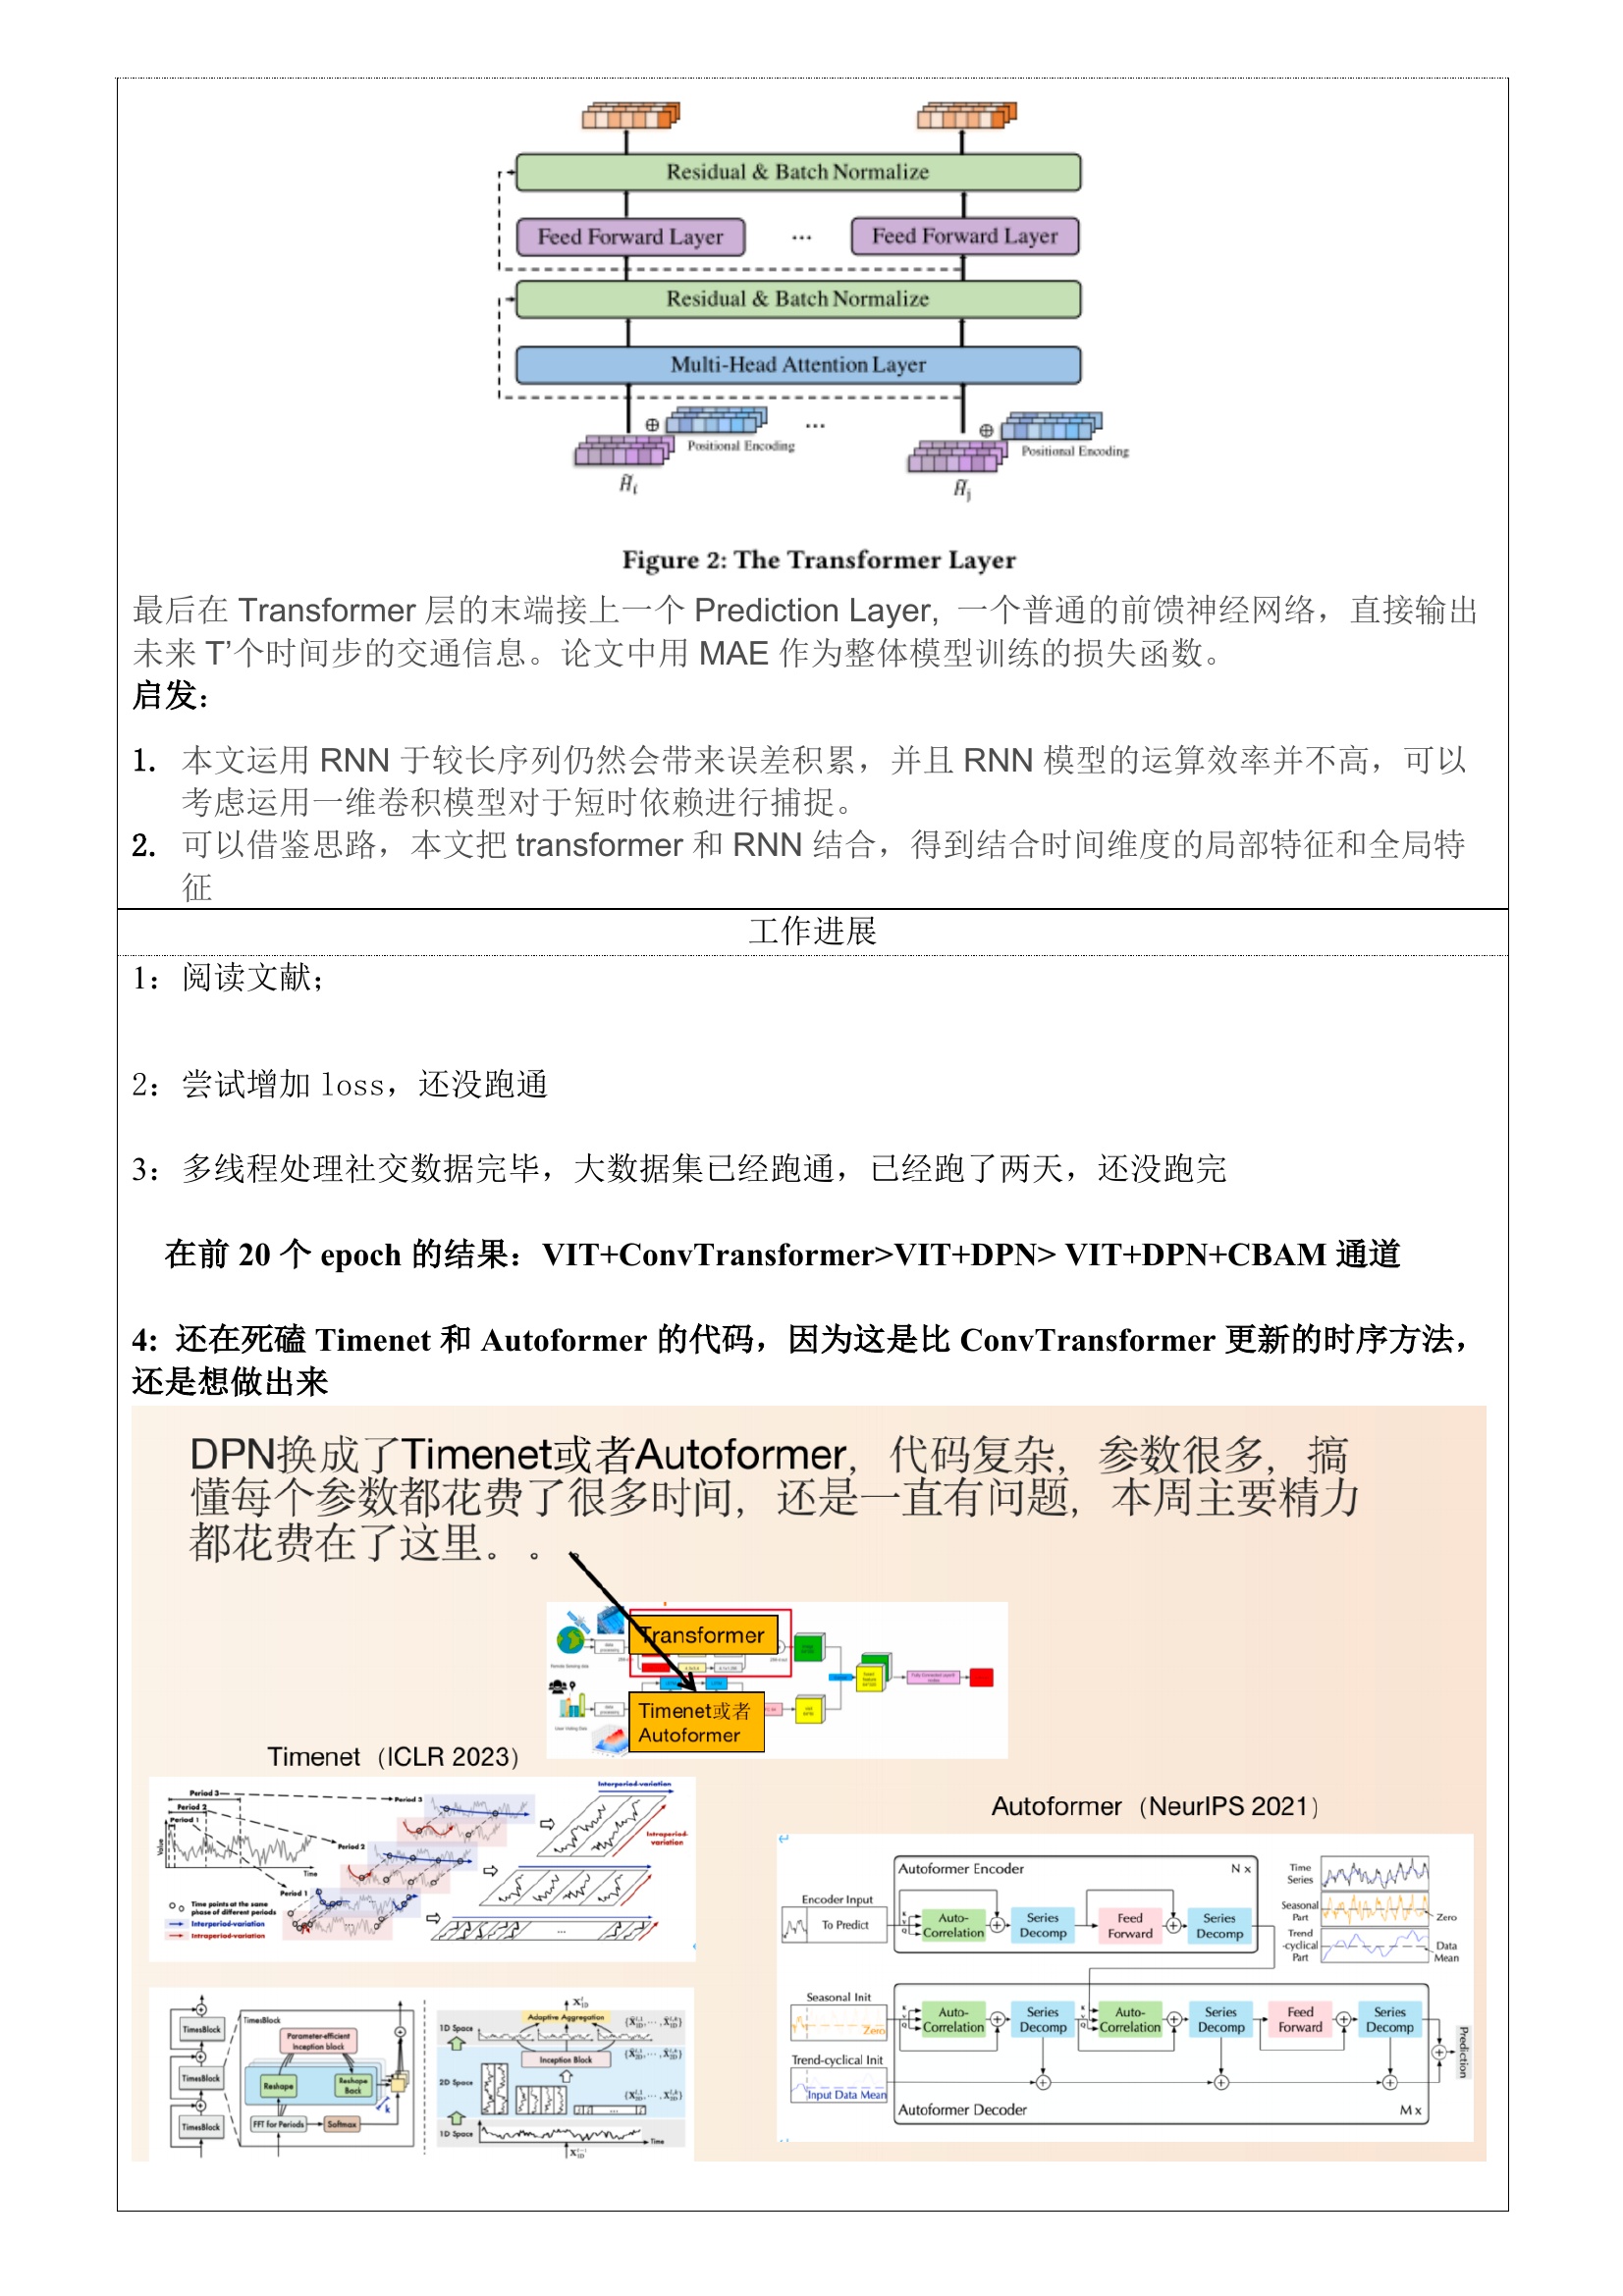 Residual & Batch Normalize
Feed Forward Layer ... Feed Forward Layer
Residual & Batch Normalize
Multi-Head Attention Layer
⊕ ... ⊕
Positional Encoding Positional Encoding
H̃i H̃j
Figure 2: The Transformer Layer
最后在 Transformer 层的末端接上一个 Prediction Layer, 一个普通的前馈神经网络，直接输出
未来 T'个时间步的交通信息。论文中用 MAE 作为整体模型训练的损失函数。
启发：
1. 本文运用 RNN 于较长序列仍然会带来误差积累，并且 RNN 模型的运算效率并不高，可以
考虑运用一维卷积模型对于短时依赖进行捕捉。
2. 可以借鉴思路，本文把 transformer 和 RNN 结合，得到结合时间维度的局部特征和全局特
征
工作进展
1：阅读文献；
2：尝试增加 loss，还没跑通
3：多线程处理社交数据完毕，大数据集已经跑通，已经跑了两天，还没跑完
在前 20 个 epoch 的结果：VIT+ConvTransformer>VIT+DPN> VIT+DPN+CBAM 通道
4: 还在死磕 Timenet 和 Autoformer 的代码，因为这是比 ConvTransformer 更新的时序方法，
还是想做出来
DPN换成了Timenet或者Autoformer，代码复杂，参数很多，搞
懂每个参数都花费了很多时间，还是一直有问题，本周主要精力
都花费在了这里。。。
Transformer
Timenet或者
Autoformer
Timenet（ICLR 2023）
Period 3
Period 2
Period 1
Value
Time
Period 3
Period 2
Period 1
Time points at the same
phase of different periods
Interperiod-variation
Intraperiod-variation
Interperiod-variation
Intraperiod-
variation
TimesBlock
TimesBlock
TimesBlock
TimesBlock
Parameter-efficient
Inception block
Reshape
Reshape
Back
FFT for Periods
Softmax
k
1D Space
Adaptive Aggregation
Inception Block
2D Space
1D Space
Time
Autoformer（NeurIPS 2021）
Autoformer Encoder N x
Encoder Input
To Predict
Auto-
Correlation
Series
Decomp
Feed
Forward
Series
Decomp
Time
Series
Seasonal
Part
Zero
Trend
-cyclical
Part
Data
Mean
Seasonal Init
Zero
Trend-cyclical Init
Input Data Mean
Auto-
Correlation
Series
Decomp
Auto-
Correlation
Series
Decomp
Feed
Forward
Series
Decomp
Prediction
Autoformer Decoder M x